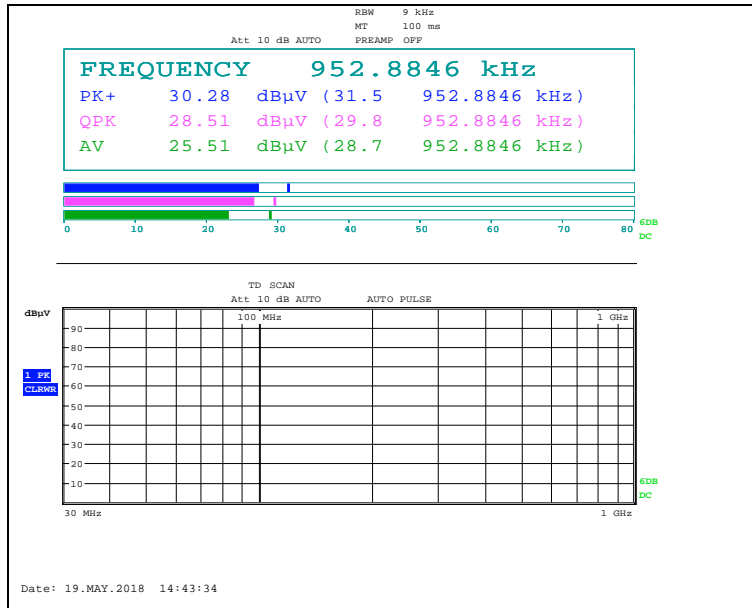 RBW 9 kHz
MT 100 ms
Att 10 dB AUTO PREAMP OFF
FREQUENCY 952.8846 kHz
PK+ 30.28 dBµV (31.5 952.8846 kHz)
QPK 28.51 dBµV (29.8 952.8846 kHz)
AV 25.51 dBµV (28.7 952.8846 kHz)
0 10 20 30 40 50 60 70 80
6DB
DC
TD SCAN
Att 10 dB AUTO AUTO PULSE
dBµV
100 MHz 1 GHz
90
80
70
1 PK
60
CLRWR
50
40
30
20
10
6DB
DC
30 MHz 1 GHz
Date: 19.MAY.2018 14:43:34